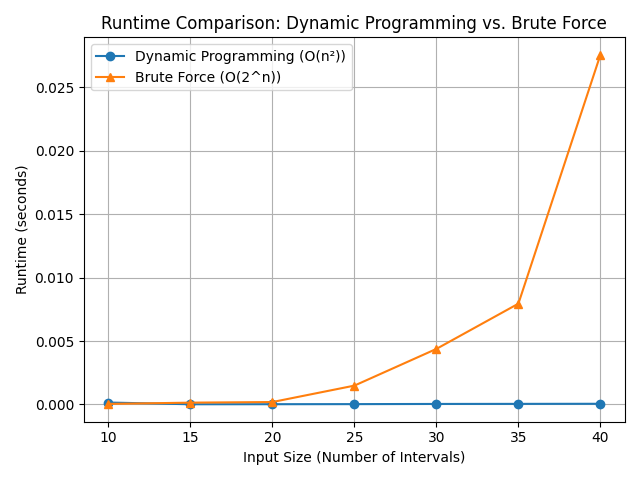 Runtime Comparison: Dynamic Programming vs. Brute Force
Dynamic Programming (O(n²))
Brute Force (O(2^n))
Runtime (seconds)
0.025
0.020
0.015
0.010
0.005
0.000
10 15 20 25 30 35 40
Input Size (Number of Intervals)